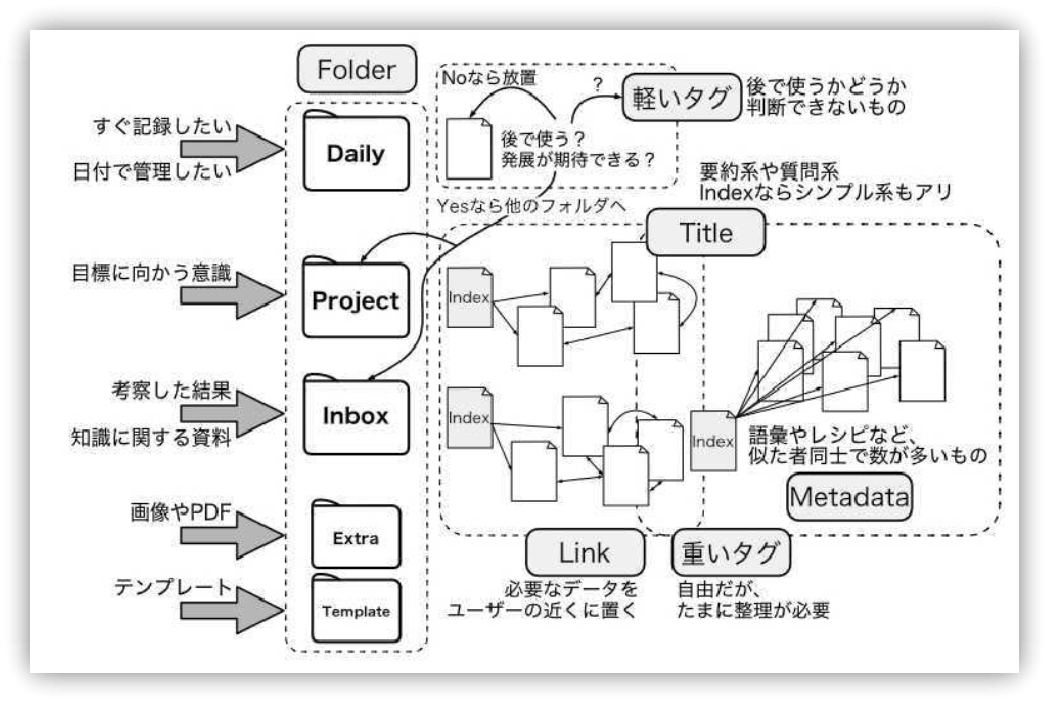 Folder
すぐ記録したい
日付で管理したい
Daily
目標に向かう意識
Project
考察した結果
知識に関する資料
Inbox
画像やPDF
Extra
テンプレート
Template
Noなら放置
?
後で使う?
発展が期待できる?
Yesなら他のフォルダへ
軽いタグ
後で使うかどうか
判断できないもの
要約系や質問系
Indexならシンプル系もアリ
Title
Index
Index
Index
語彙やレシピなど、
似た者同士で数が多いもの
Metadata
Link
必要なデータを
ユーザーの近くに置く
重いタグ
自由だが、
たまに整理が必要